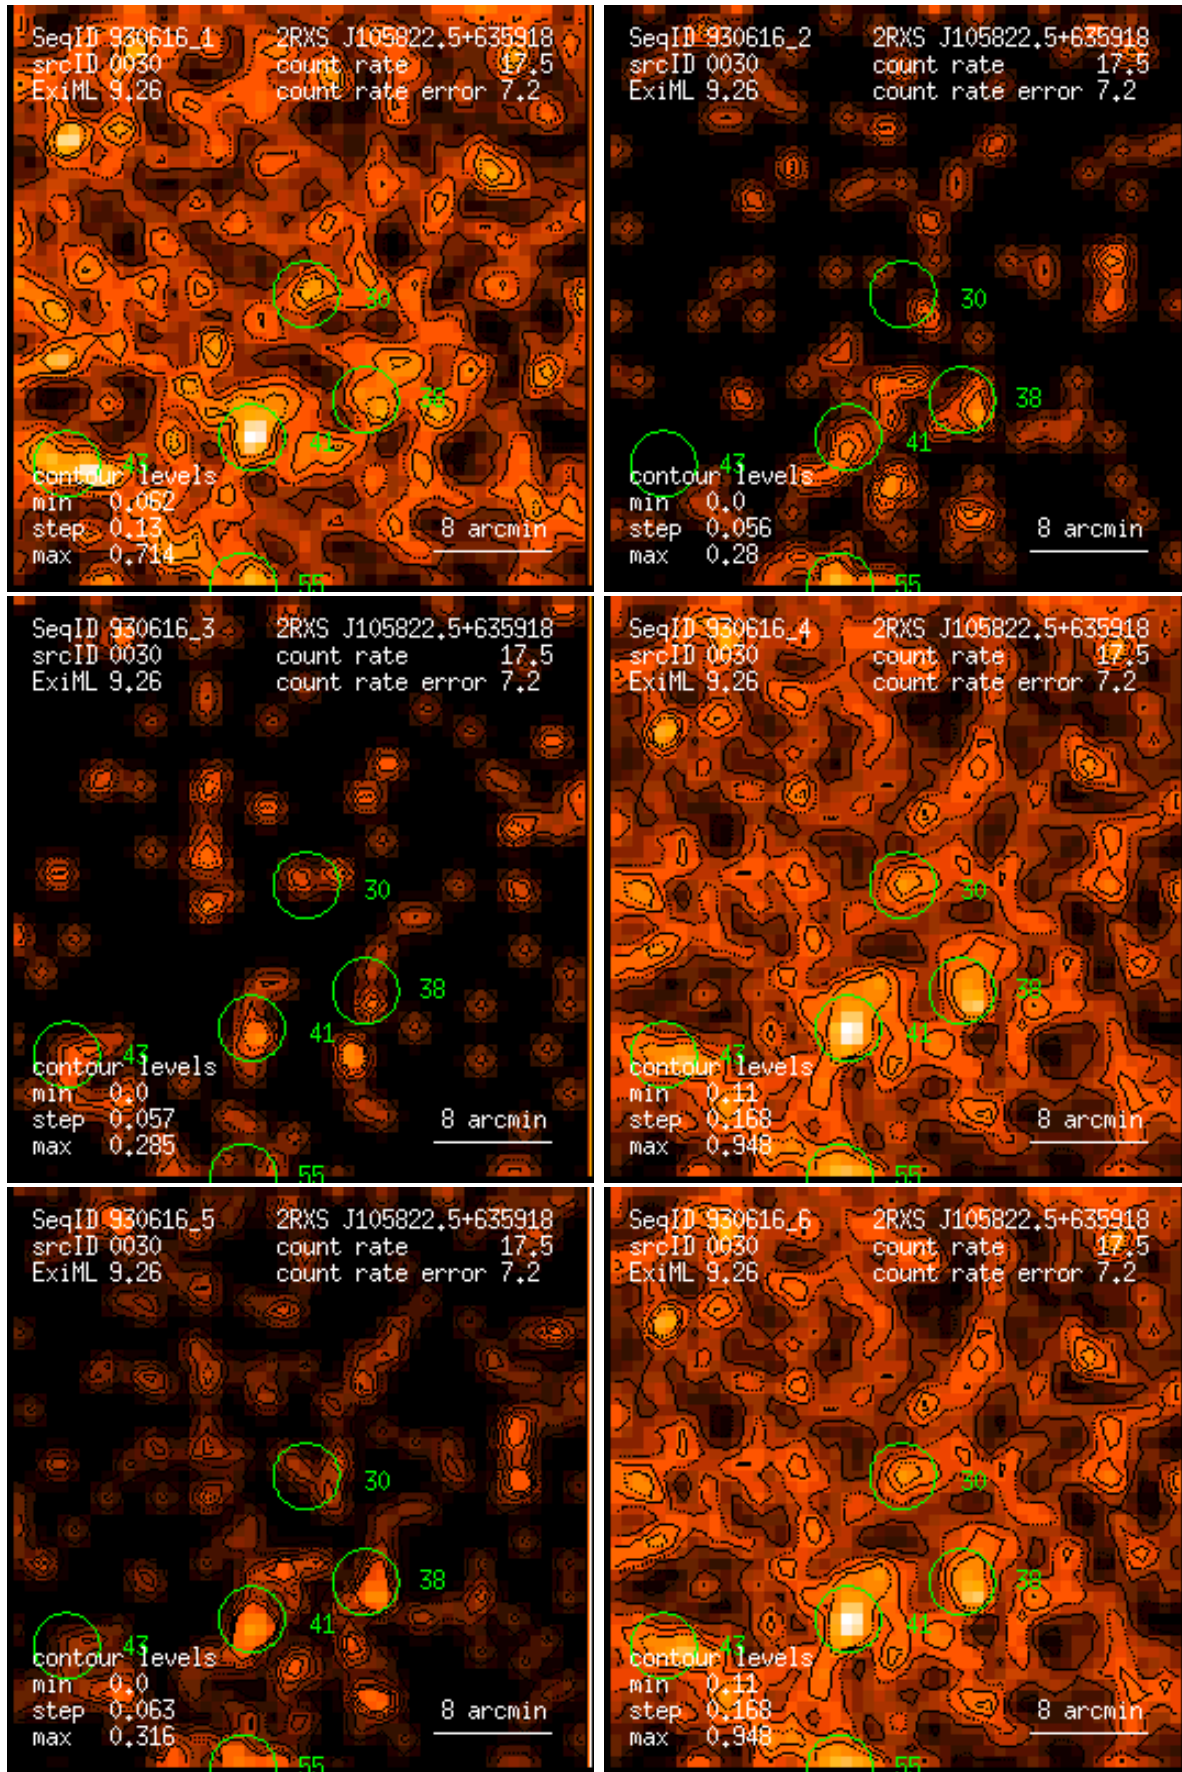 SeqID 930616_1 2RXS J105822.5+635918
srcID 0030 count rate 17.5
ExiML 9.26 count rate error 7.2
30
38
41
43
contour levels
min 0.062
step 0.13 8 arcmin
max 0.714
55
SeqID 930616_2 2RXS J105822.5+635918
srcID 0030 count rate 17.5
ExiML 9.26 count rate error 7.2
30
38
41
43
contour levels
min 0.0
step 0.056 8 arcmin
max 0.28
55
SeqID 930616_3 2RXS J105822.5+635918
srcID 0030 count rate 17.5
ExiML 9.26 count rate error 7.2
30
38
41
43
contour levels
min 0.0
step 0.057 8 arcmin
max 0.285
55
SeqID 930616_4 2RXS J105822.5+635918
srcID 0030 count rate 17.5
ExiML 9.26 count rate error 7.2
30
38
41
43
contour levels
min 0.11
step 0.168 8 arcmin
max 0.948
55
SeqID 930616_5 2RXS J105822.5+635918
srcID 0030 count rate 17.5
ExiML 9.26 count rate error 7.2
30
38
41
43
contour levels
min 0.0
step 0.063 8 arcmin
max 0.316
55
SeqID 930616_6 2RXS J105822.5+635918
srcID 0030 count rate 17.5
ExiML 9.26 count rate error 7.2
30
38
41
43
contour levels
min 0.11
step 0.168 8 arcmin
max 0.948
55